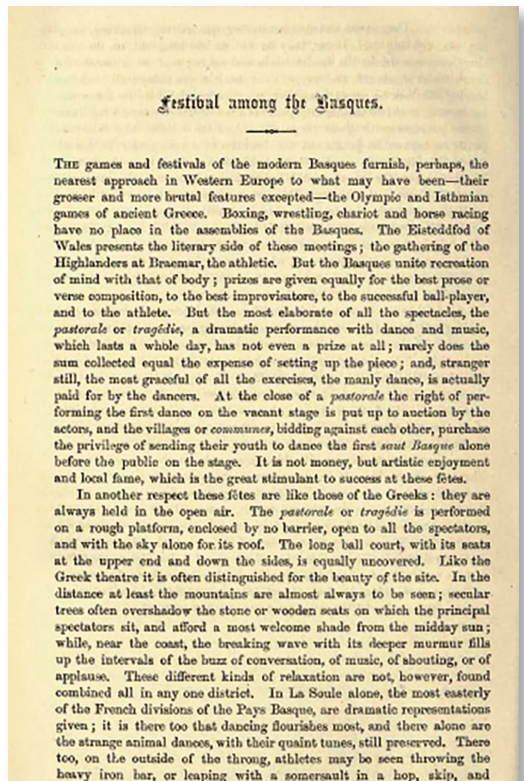 Festival among the Basques.
THE games and festivals of the modern Basques furnish, perhaps, the
nearest approach in Western Europe to what may have been—their
grosser and more brutal features excepted—the Olympic and Isthmian
games of ancient Greece. Boxing, wrestling, chariot and horse racing
have no place in the assemblies of the Basques. The Eisteddfod of
Wales presents the literary side of these meetings; the gathering of the
Highlanders at Braemar, the athletic. But the Basques unite recreation
of mind with that of body; prizes are given equally for the best prose or
verse composition, to the best improvisatore, to the successful ball-player,
and to the athlete. But the most elaborate of all the spectacles, the
pastorale or tragédie, a dramatic performance with dance and music,
which lasts a whole day, has not even a prize at all; rarely does the
sum collected equal the expense of setting up the piece; and, stranger
still, the most graceful of all the exercises, the manly dance, is actually
paid for by the dancers. At the close of a pastorale the right of per-
forming the first dance on the vacant stage is put up to auction by the
actors, and the villages or communes, bidding against each other, purchase
the privilege of sending their youth to dance the first saut Basque alone
before the public on the stage. It is not money, but artistic enjoyment
and local fame, which is the great stimulant to success at these fêtes.
In another respect these fêtes are like those of the Greeks: they are
always held in the open air. The pastorale or tragédie is performed
on a rough platform, enclosed by no barrier, open to all the spectators,
and with the sky alone for its roof. The long ball court, with its seats
at the upper end and down the sides, is equally uncovered. Like the
Greek theatre it is often distinguished for the beauty of the site. In the
distance at least the mountains are almost always to be seen; secular
trees often overshadow the stone or wooden seats on which the principal
spectators sit, and afford a most welcome shade from the midday sun;
while, near the coast, the breaking wave with its deeper murmur fills
up the intervals of the buzz of conversation, of music, of shouting, or of
applause. These different kinds of relaxation are not, however, found
combined all in any one district. In La Soule alone, the most easterly
of the French divisions of the Pays Basque, are dramatic representations
given; it is there too that dancing flourishes most, and there alone are
the strange animal dances, with their quaint tunes, still preserved. There
too, on the outside of the throng, athletes may be seen throwing the
heavy iron bar, or leaping with a somersault in a hop, skip, and